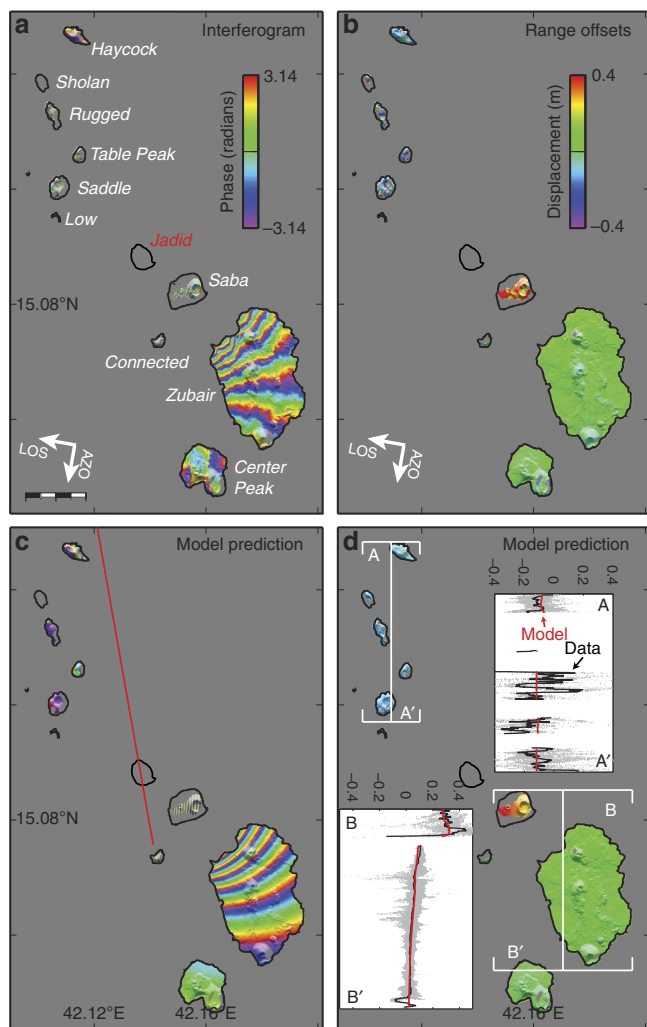 a
Interferogram
Haycock
Sholan
Rugged
Table Peak
Saddle
Low
Jadid
Saba
Connected
Zubair
Center
Peak
3.14
Phase (radians)
−3.14
15.08°N
LOS
AZO
b
Range offsets
0.4
Displacement (m)
−0.4
LOS
AZO
c
Model prediction
15.08°N
42.12°E
42.16°E
d
Model prediction
A
A′
−0.4
−0.2
0
0.2
0.4
A
Model
Data
A′
−0.4
−0.2
0
0.2
0.4
B
B′
B
B′
42.16°E